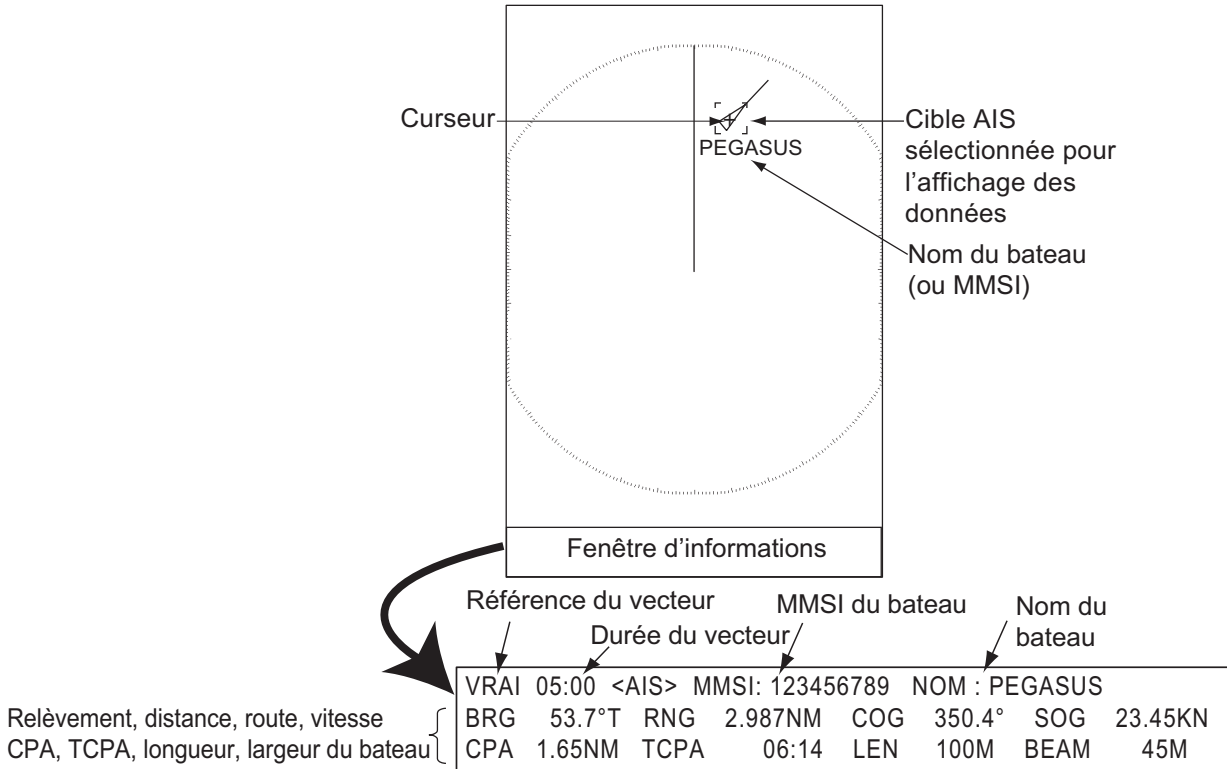 Curseur
PEGASUS
Cible AIS
sélectionnée pour
l'affichage des
données
Nom du bateau
(ou MMSI)
Fenêtre d'informations
Référence du vecteur
MMSI du bateau
Nom du
bateau
Durée du vecteur
VRAI 05:00 <AIS> MMSI: 123456789 NOM : PEGASUS
Relèvement, distance, route, vitesse
BRG 53.7°T RNG 2.987NM COG 350.4° SOG 23.45KN
CPA, TCPA, longueur, largeur du bateau
CPA 1.65NM TCPA 06:14 LEN 100M BEAM 45M